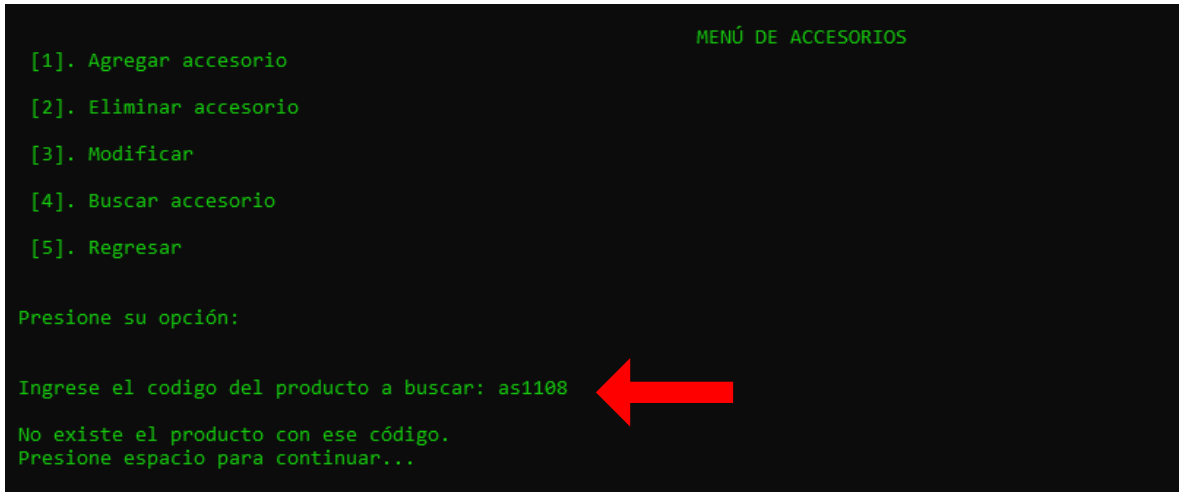 MENÚ DE ACCESORIOS
[1]. Agregar accesorio
[2]. Eliminar accesorio
[3]. Modificar
[4]. Buscar accesorio
[5]. Regresar
Presione su opción:
Ingrese el codigo del producto a buscar: as1108
No existe el producto con ese código.
Presione espacio para continuar...